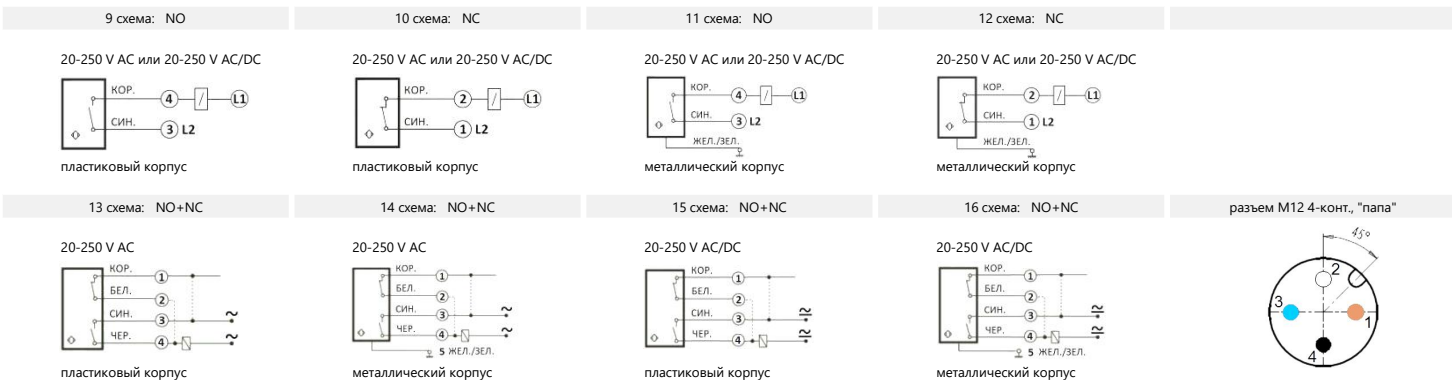 9 схема: NO
10 схема: NC
11 схема: NO
12 схема: NC
20-250 V AC или 20-250 V AC/DC
КОР.
4
L1
СИН.
3 L2
пластиковый корпус
20-250 V AC или 20-250 V AC/DC
КОР.
2
L1
СИН.
1 L2
пластиковый корпус
20-250 V AC или 20-250 V AC/DC
КОР.
4
L1
СИН.
3 L2
ЖЕЛ./ЗЕЛ.
металлический корпус
20-250 V AC или 20-250 V AC/DC
КОР.
2
L1
СИН.
1 L2
ЖЕЛ./ЗЕЛ.
металлический корпус
13 схема: NO+NC
14 схема: NO+NC
15 схема: NO+NC
16 схема: NO+NC
разъем М12 4-конт., "папа"
20-250 V AC
КОР.
1
БЕЛ.
2
СИН.
3 ~
ЧЕР.
4 ~
пластиковый корпус
20-250 V AC
КОР.
1
БЕЛ.
2
СИН.
3 ~
ЧЕР.
4 ~
5 ЖЕЛ./ЗЕЛ.
металлический корпус
20-250 V AC/DC
КОР.
1
БЕЛ.
2
СИН.
3 ≂
ЧЕР.
4 ≂
пластиковый корпус
20-250 V AC/DC
КОР.
1
БЕЛ.
2
СИН.
3 ≂
ЧЕР.
4 ≂
5 ЖЕЛ./ЗЕЛ.
металлический корпус
45°
2
3
1
4